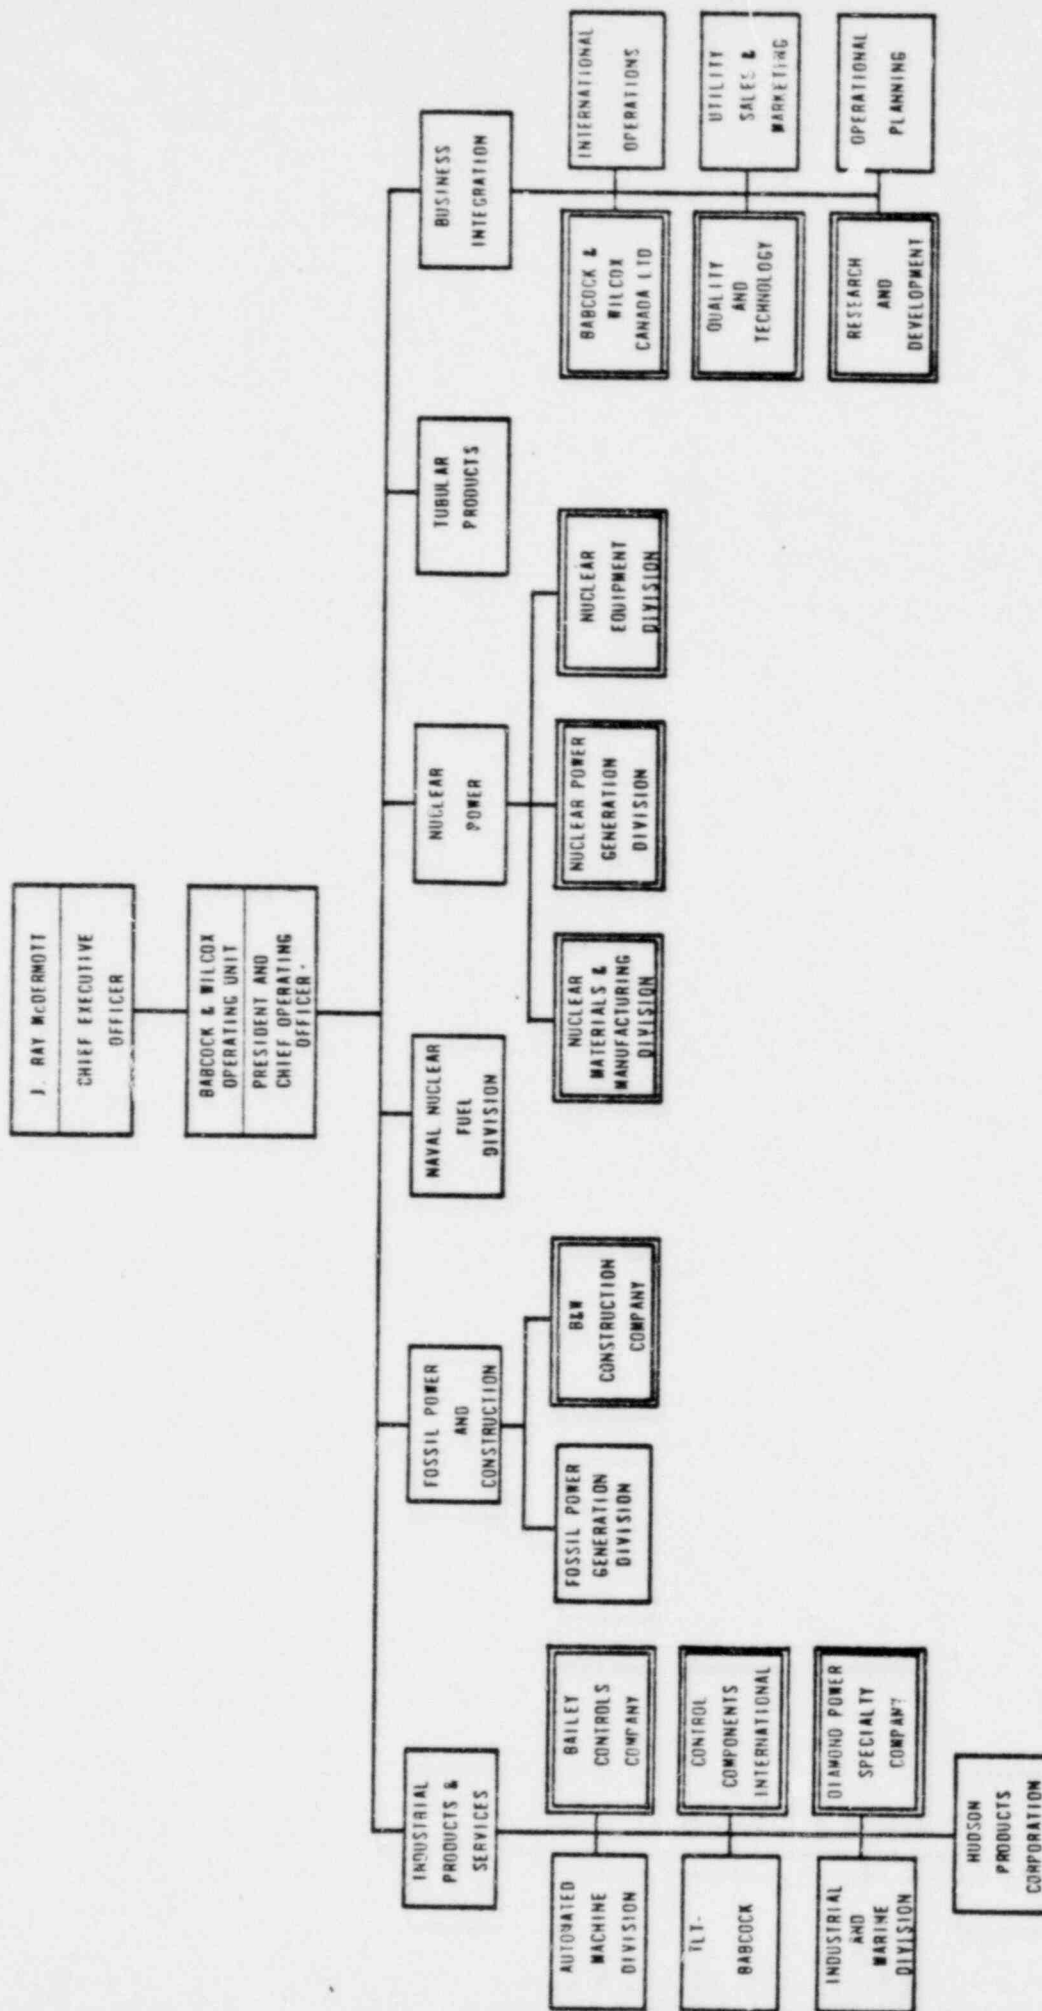 J. RAY McDERMOTT
CHIEF EXECUTIVE
OFFICER
BABCOCK & WILCOX
OPERATING UNIT
PRESIDENT AND
CHIEF OPERATING
OFFICER
INDUSTRIAL
PRODUCTS &
SERVICES
FOSSIL POWER
AND
CONSTRUCTION
NAVAL NUCLEAR
FUEL
DIVISION
NUCLEAR
POWER
TUBULAR
PRODUCTS
BUSINESS
INTEGRATION
AUTOMATED
MACHINE
DIVISION
BAILEY
CONTROLS
COMPANY
TLT-
BABCOCK
CONTROL
COMPONENTS
INTERNATIONAL
INDUSTRIAL
AND
MARINE
DIVISION
DIAMOND POWER
SPECIALTY
COMPANY
HUDSON
PRODUCTS
CORPORATION
FOSSIL POWER
GENERATION
DIVISION
B&W
CONSTRUCTION
COMPANY
NUCLEAR
MATERIALS &
MANUFACTURING
DIVISION
NUCLEAR POWER
GENERATION
DIVISION
NUCLEAR
EQUIPMENT
DIVISION
BABCOCK &
WILCOX
CANADA LTD
INTERNATIONAL
OPERATIONS
QUALITY
AND
TECHNOLOGY
UTILITY
SALES &
MARKETING
RESEARCH
AND
DEVELOPMENT
OPERATIONAL
PLANNING